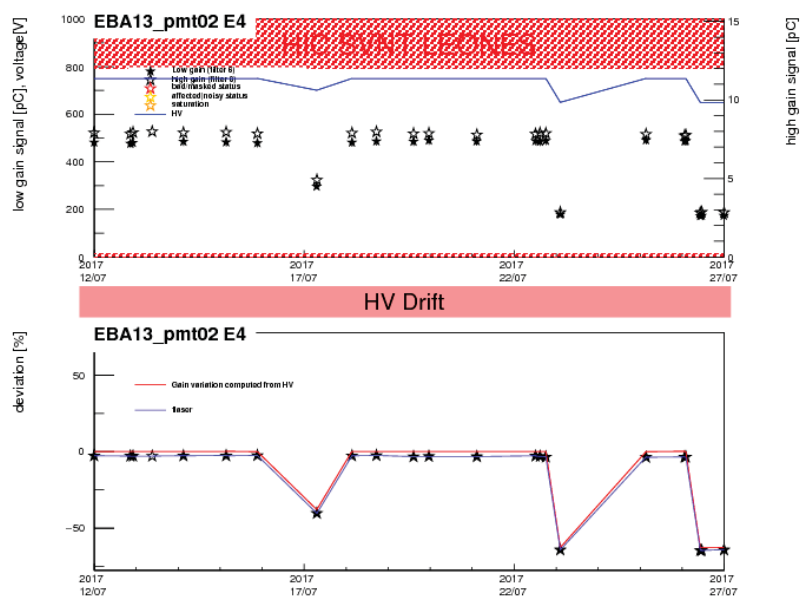 EBA13_pmt02 E4
HIC SVNT LEONES
low gain signal [pC], voltage[V]
high gain signal [pC]
1000
800
600
400
200
0
15
10
5
0
Low gain (filter 6)
high gain (filter 8)
bad/masked status
affected/noisy status
saturation
HV
2017 2017 2017 2017
12/07 17/07 22/07 27/07
HV Drift
EBA13_pmt02 E4
deviation [%]
50
0
−50
Gain variation computed from HV
flaser
2017 2017 2017 2017
12/07 17/07 22/07 27/07